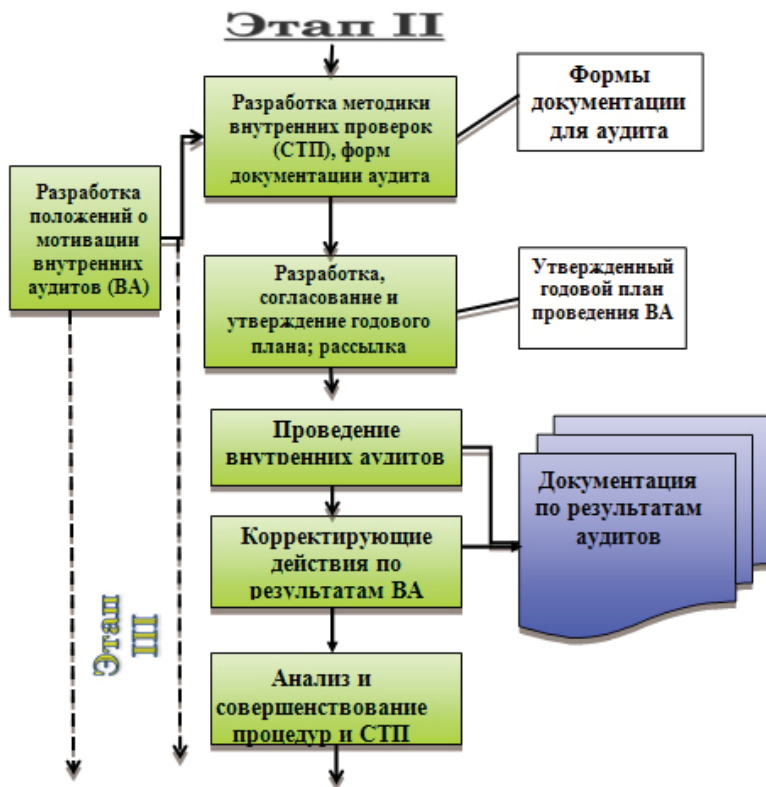 Этап II
Разработка методики
внутренних проверок
(СТП), форм
документации аудита
Формы
документации
для аудита
Разработка
положений о
мотивации
внутренних
аудитов (ВА)
Разработка,
согласование и
утверждение годового
плана; рассылка
Утвержденный
годовой план
проведения ВА
Проведение
внутренних аудитов
Документация
по результатам
аудитов
Корректирующие
действия по
результатам ВА
Этап
III
Анализ и
совершенствование
процедур и СТП